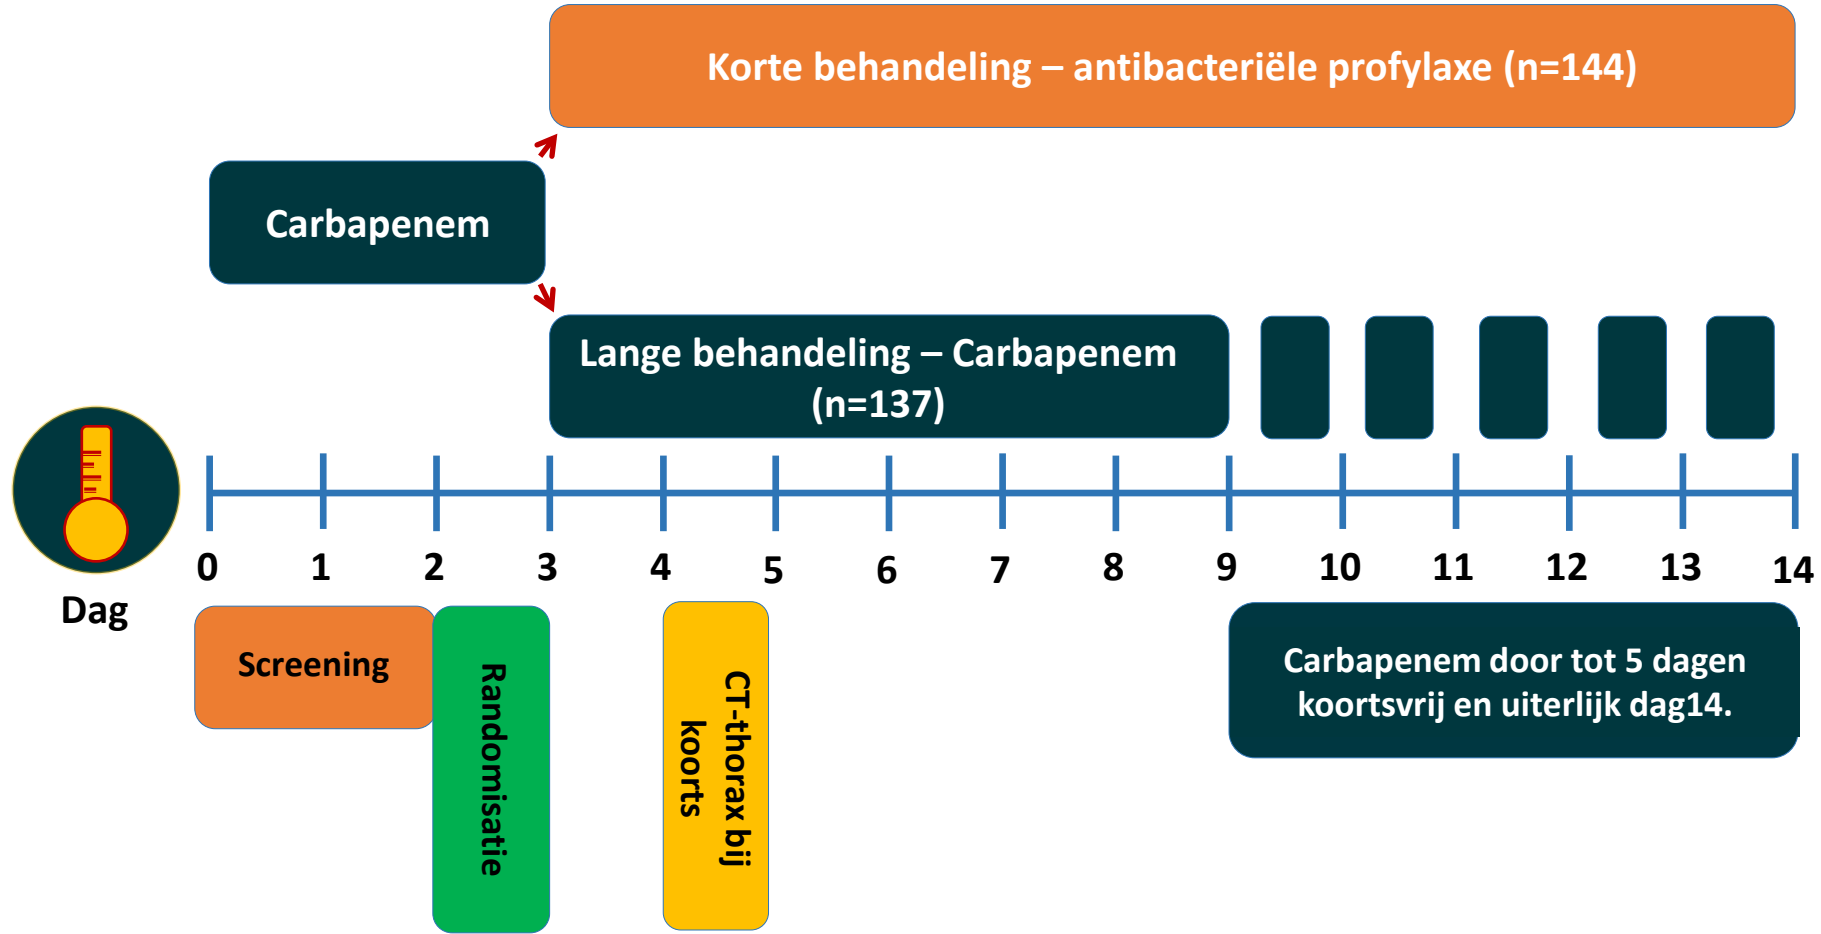 Korte behandeling – antibacteriële profylaxe (n=144)
Carbapenem
Lange behandeling – Carbapenem
(n=137)
0 1 2 3 4 5 6 7 8 9 10 11 12 13 14
Dag
Screening
Randomisatie
CT-thorax bij
koorts
Carbapenem door tot 5 dagen
koortsvrij en uiterlijk dag14.